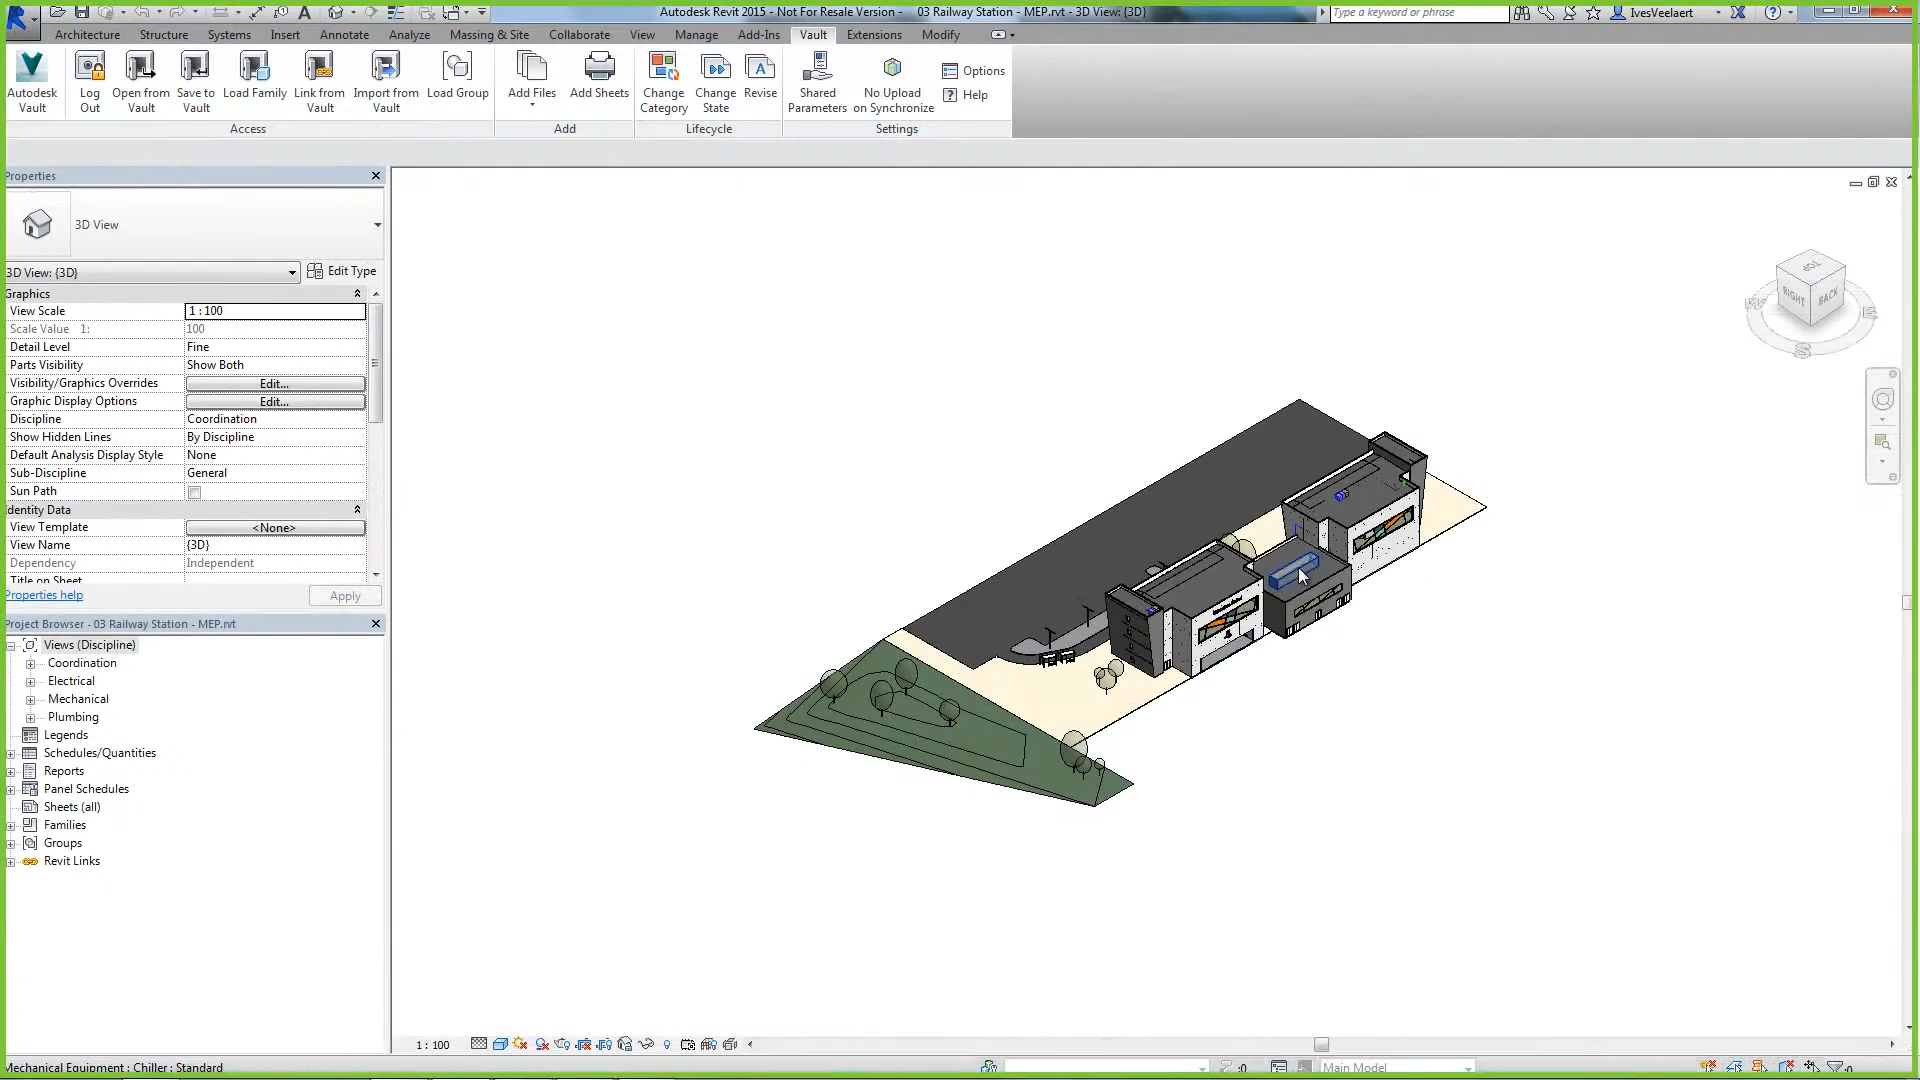 Autodesk Revit 2015 - Not For Resale Version - 03 Railway Station - MEP.rvt - 3D View: {3D}
Type a keyword or phrase
IvesVeelaert
Architecture Structure Systems Insert Annotate Analyze Massing & Site Collaborate View Manage Add-Ins Vault Extensions Modify
Autodesk Vault
Log Out
Open from Vault
Save to Vault
Load Family
Link from Vault
Import from Vault
Load Group
Add Files
Add Sheets
Change Category
Change State
Revise
Shared Parameters
No Upload on Synchronize
Options
Help
Access
Add
Lifecycle
Settings
Properties
3D View
3D View: {3D}
Edit Type
Graphics
View Scale 1 : 100
Scale Value 1: 100
Detail Level Fine
Parts Visibility Show Both
Visibility/Graphics Overrides Edit...
Graphic Display Options Edit...
Discipline Coordination
Show Hidden Lines By Discipline
Default Analysis Display Style None
Sub-Discipline General
Sun Path
Identity Data
View Template <None>
View Name {3D}
Dependency Independent
Title on Sheet
Properties help
Apply
Project Browser - 03 Railway Station - MEP.rvt
Views (Discipline)
Coordination
Electrical
Mechanical
Plumbing
Legends
Schedules/Quantities
Reports
Panel Schedules
Sheets (all)
Families
Groups
Revit Links
TOP
RIGHT
BACK
S
E
1 : 100
Mechanical Equipment : Chiller : Standard
:0
Main Model
:0